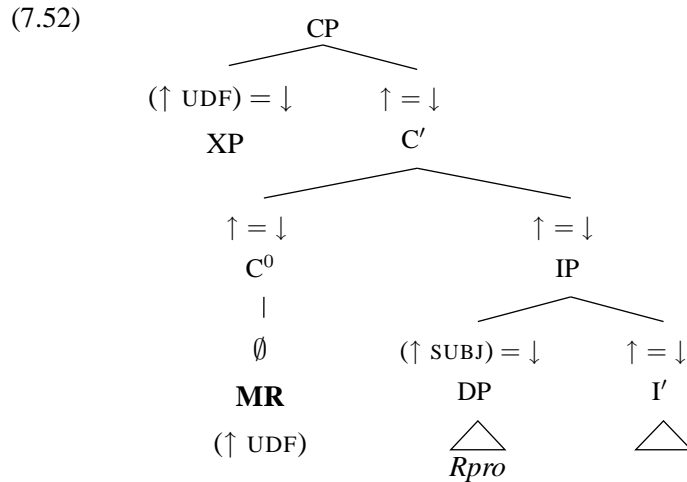 (7.52)
CP
(↑ UDF) = ↓ ↑ = ↓
XP C′
↑ = ↓ ↑ = ↓
C⁰ IP
∅ (↑ SUBJ) = ↓ ↑ = ↓
MR DP I′
(↑ UDF)
Rpro